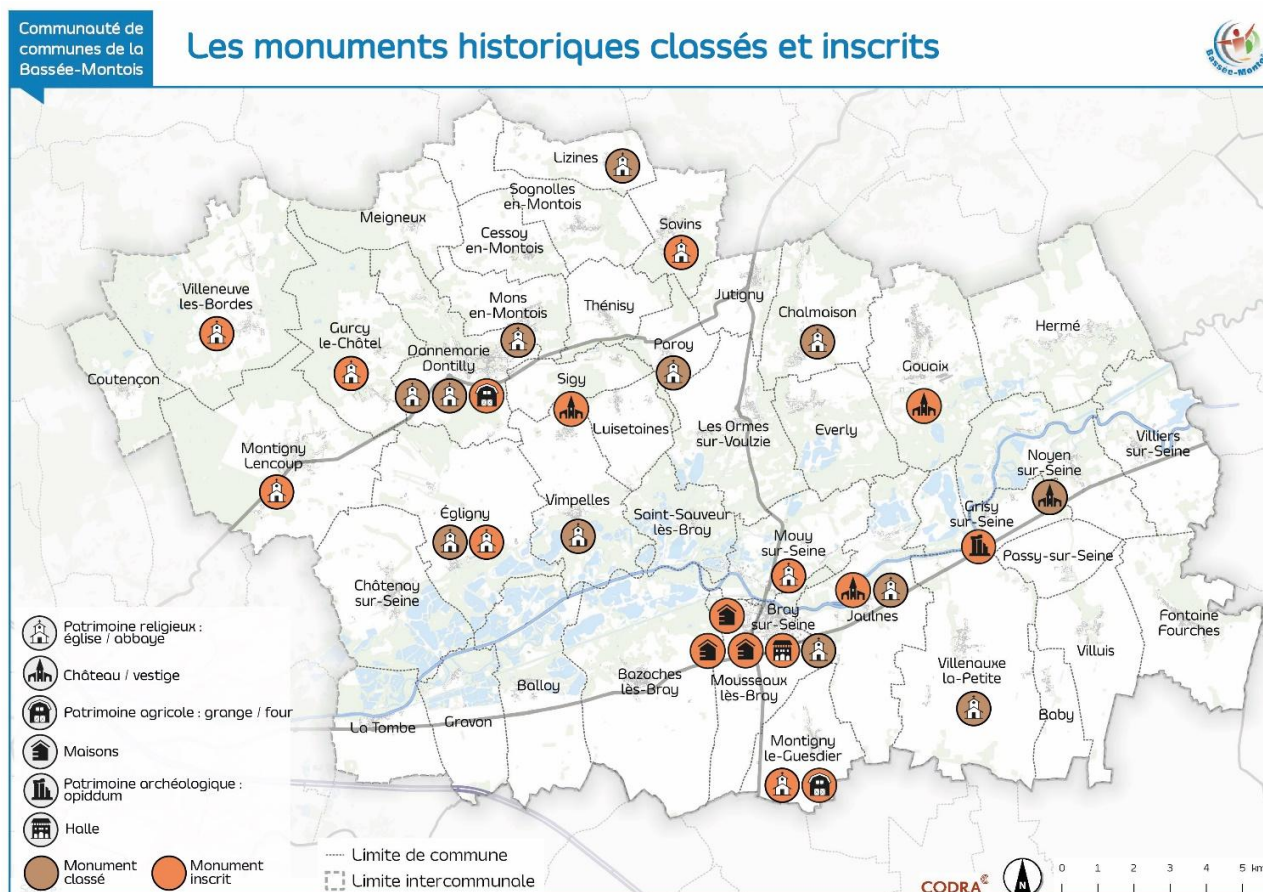 Communauté de
communes de la
Bassée-Montois
Les monuments historiques classés et inscrits
Bassée-Montois
Lizines
Sognolles
en-Montois
Meigneux
Cessoy
en-Montois
Savins
Villeneuve
les-Bordes
Mons
en-Montois
Thénisy
Jutigny
Chalmaison
Hermé
Gurcy
le-Châtel
Donnemarie
Dontilly
Paroy
Gouaix
Coutençon
Sigy
Luisetaines
Les Ormes
sur-Voulzie
Everly
Villiers
sur-Seine
Montigny
Lencoup
Noyen
sur-Seine
Vimpelles
Égligny
Saint-Sauveur
lès-Bray
Grisy
sur-Seine
Mouy
sur-Seine
Passy-sur-Seine
Châtenay
sur-Seine
Bray
sur-Seine
Jaulnes
Fontaine
Fourches
Villuis
Villenauxe
la-Petite
Bazoches
lès-Bray
Mousseaux
lès-Bray
Balloy
Gravon
La Tombe
Baby
Montigny
le-Guesdier
Patrimoine religieux :
église / abbaye
Château / vestige
Patrimoine agricole : grange / four
Maisons
Patrimoine archéologique :
opiddum
Halle
Monument
classé
Monument
inscrit
Limite de commune
Limite intercommunale
CODRA
N
0 1 2 3 4 5 km